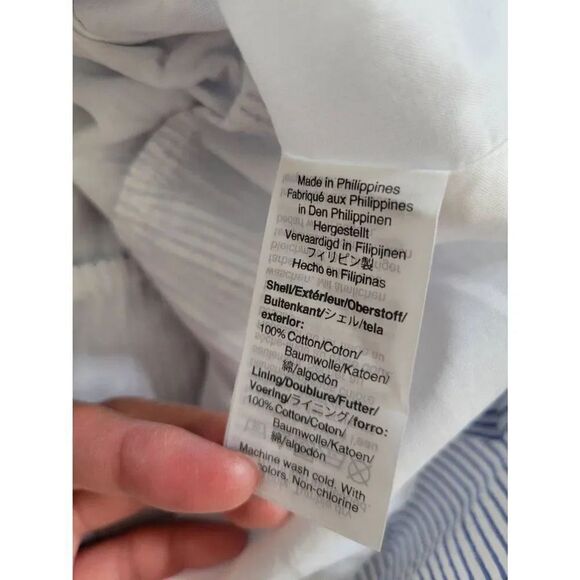 Made in Philippines
Fabriqué aux Philippines
in Den Philippinen
Hergestellt
Vervaardigd in Filipijnen
フィリピン製
Hecho en Filipinas
Shell/Extérieur/Oberstoff/
Buitenkant/シェル/tela
exterior:
100% Cotton/Coton/
Baumwolle/Katoen/
綿/algodón
Lining/Doublure/Futter/
Voering/ライニング/forro:
100% Cotton/Coton/
Baumwolle/Katoen/
綿/algodón
Machine wash cold. With
colors. Non-chlorine